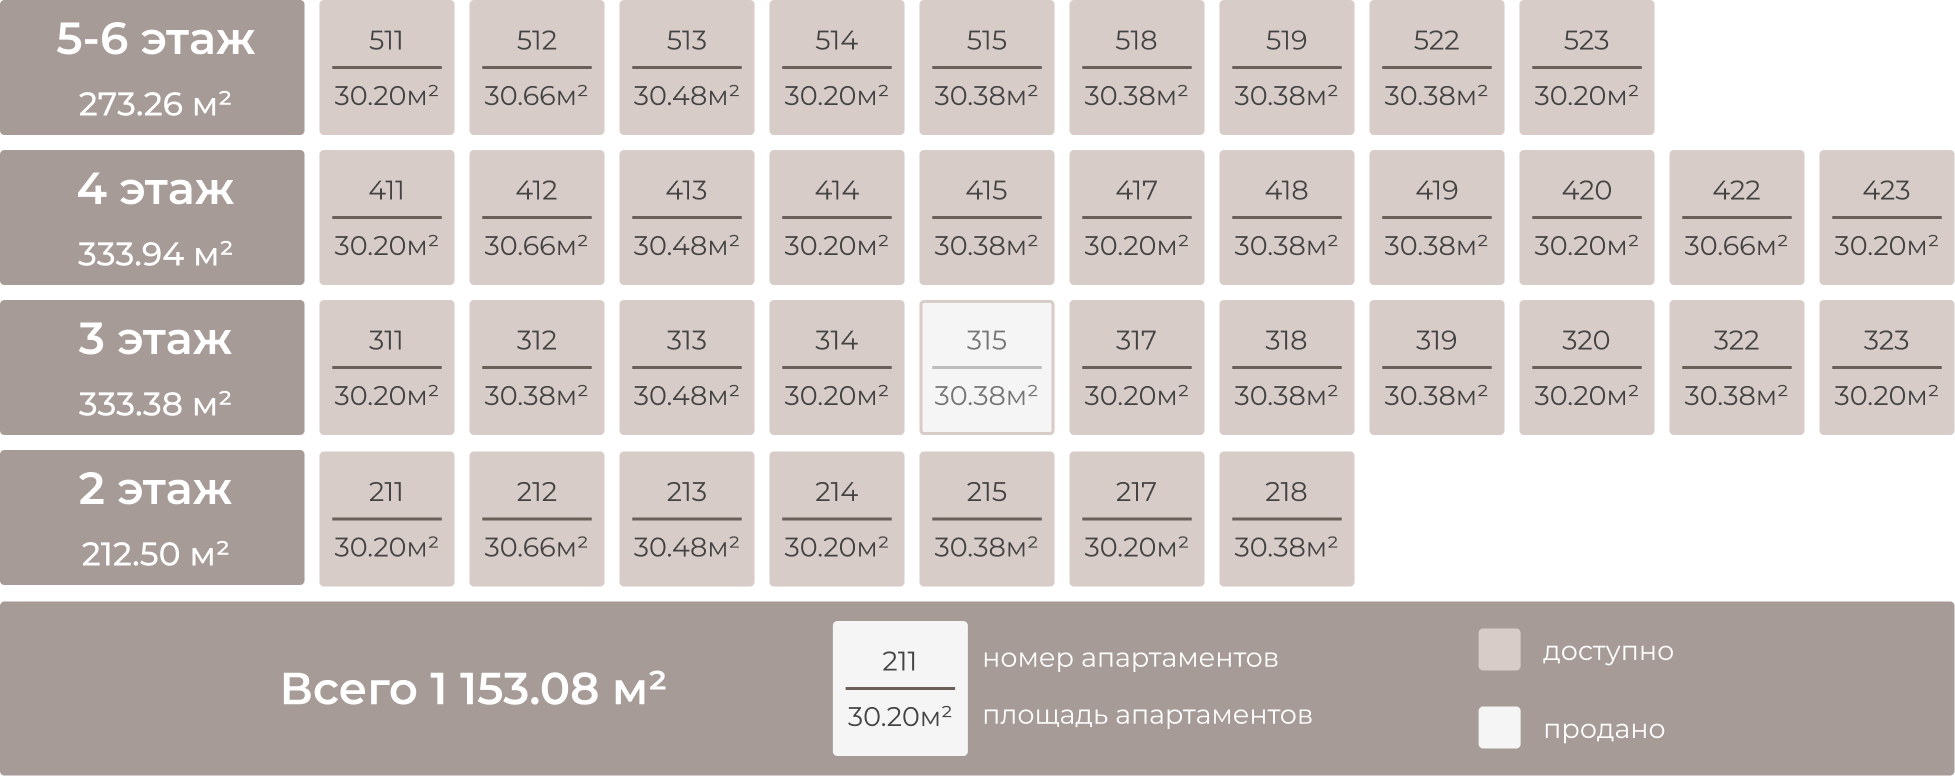 5-6 этаж
273.26 м²
511 512 513 514 515 518 519 522 523
30.20м² 30.66м² 30.48м² 30.20м² 30.38м² 30.38м² 30.38м² 30.38м² 30.20м²
4 этаж
333.94 м²
411 412 413 414 415 417 418 419 420 422 423
30.20м² 30.66м² 30.48м² 30.20м² 30.38м² 30.20м² 30.38м² 30.38м² 30.20м² 30.66м² 30.20м²
3 этаж
333.38 м²
311 312 313 314 315 317 318 319 320 322 323
30.20м² 30.38м² 30.48м² 30.20м² 30.38м² 30.20м² 30.38м² 30.38м² 30.20м² 30.38м² 30.20м²
2 этаж
212.50 м²
211 212 213 214 215 217 218
30.20м² 30.66м² 30.48м² 30.20м² 30.38м² 30.20м² 30.38м²
Всего 1 153.08 м²
211 номер апартаментов
30.20м² площадь апартаментов
доступно
продано